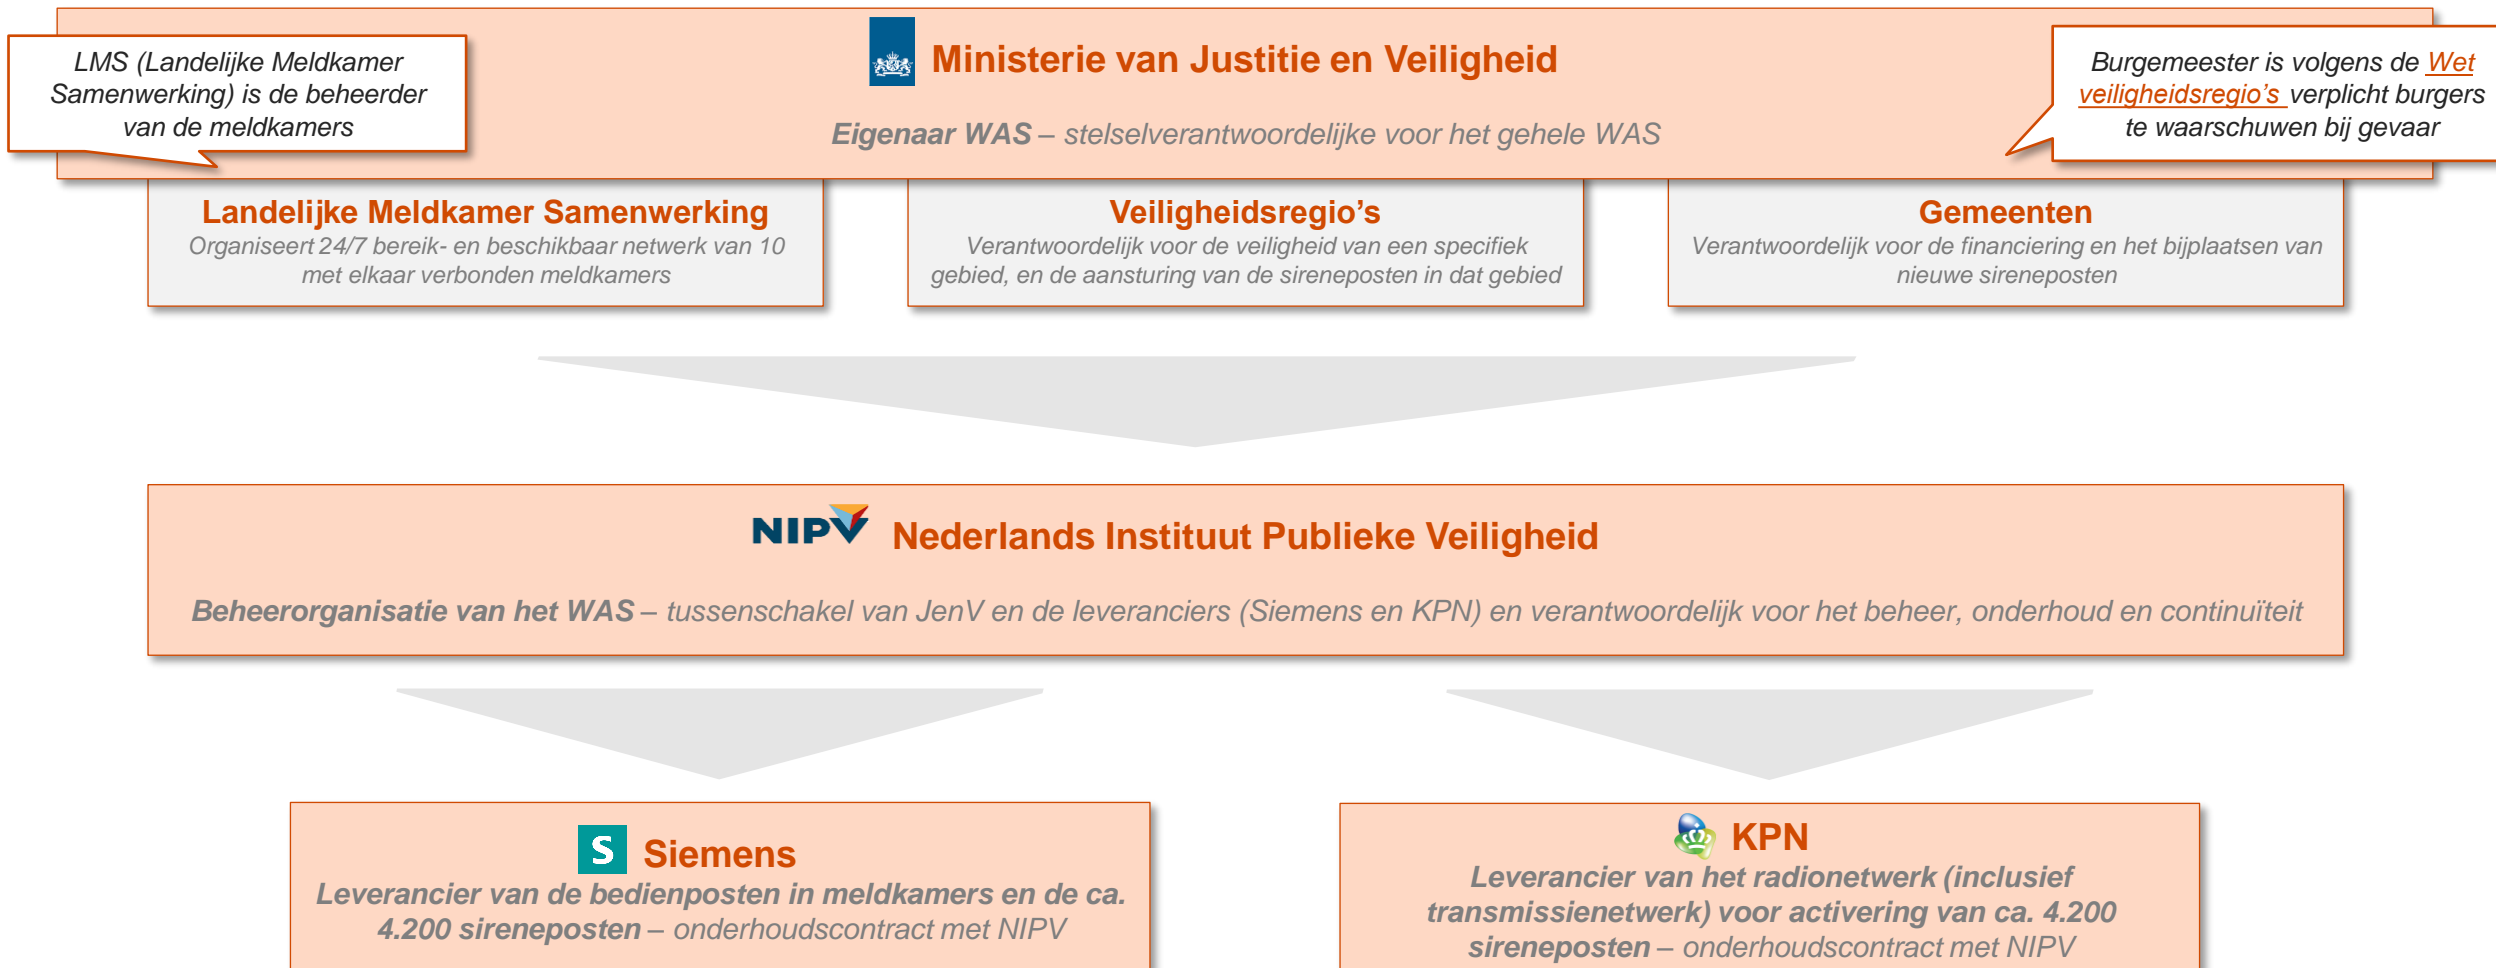 LMS (Landelijke Meldkamer
Samenwerking) is de beheerder
van de meldkamers
Ministerie van Justitie en Veiligheid
Eigenaar WAS – stelselverantwoordelijke voor het gehele WAS
Burgemeester is volgens de Wet
veiligheidsregio's verplicht burgers
te waarschuwen bij gevaar
Landelijke Meldkamer Samenwerking
Organiseert 24/7 bereik- en beschikbaar netwerk van 10
met elkaar verbonden meldkamers
Veiligheidsregio's
Verantwoordelijk voor de veiligheid van een specifiek
gebied, en de aansturing van de sireneposten in dat gebied
Gemeenten
Verantwoordelijk voor de financiering en het bijplaatsen van
nieuwe sireneposten
NIPV Nederlands Instituut Publieke Veiligheid
Beheerorganisatie van het WAS – tussenschakel van JenV en de leveranciers (Siemens en KPN) en verantwoordelijk voor het beheer, onderhoud en continuïteit
S Siemens
Leverancier van de bedienposten in meldkamers en de ca.
4.200 sireneposten – onderhoudscontract met NIPV
KPN
Leverancier van het radionetwerk (inclusief
transmissienetwerk) voor activering van ca. 4.200
sireneposten – onderhoudscontract met NIPV